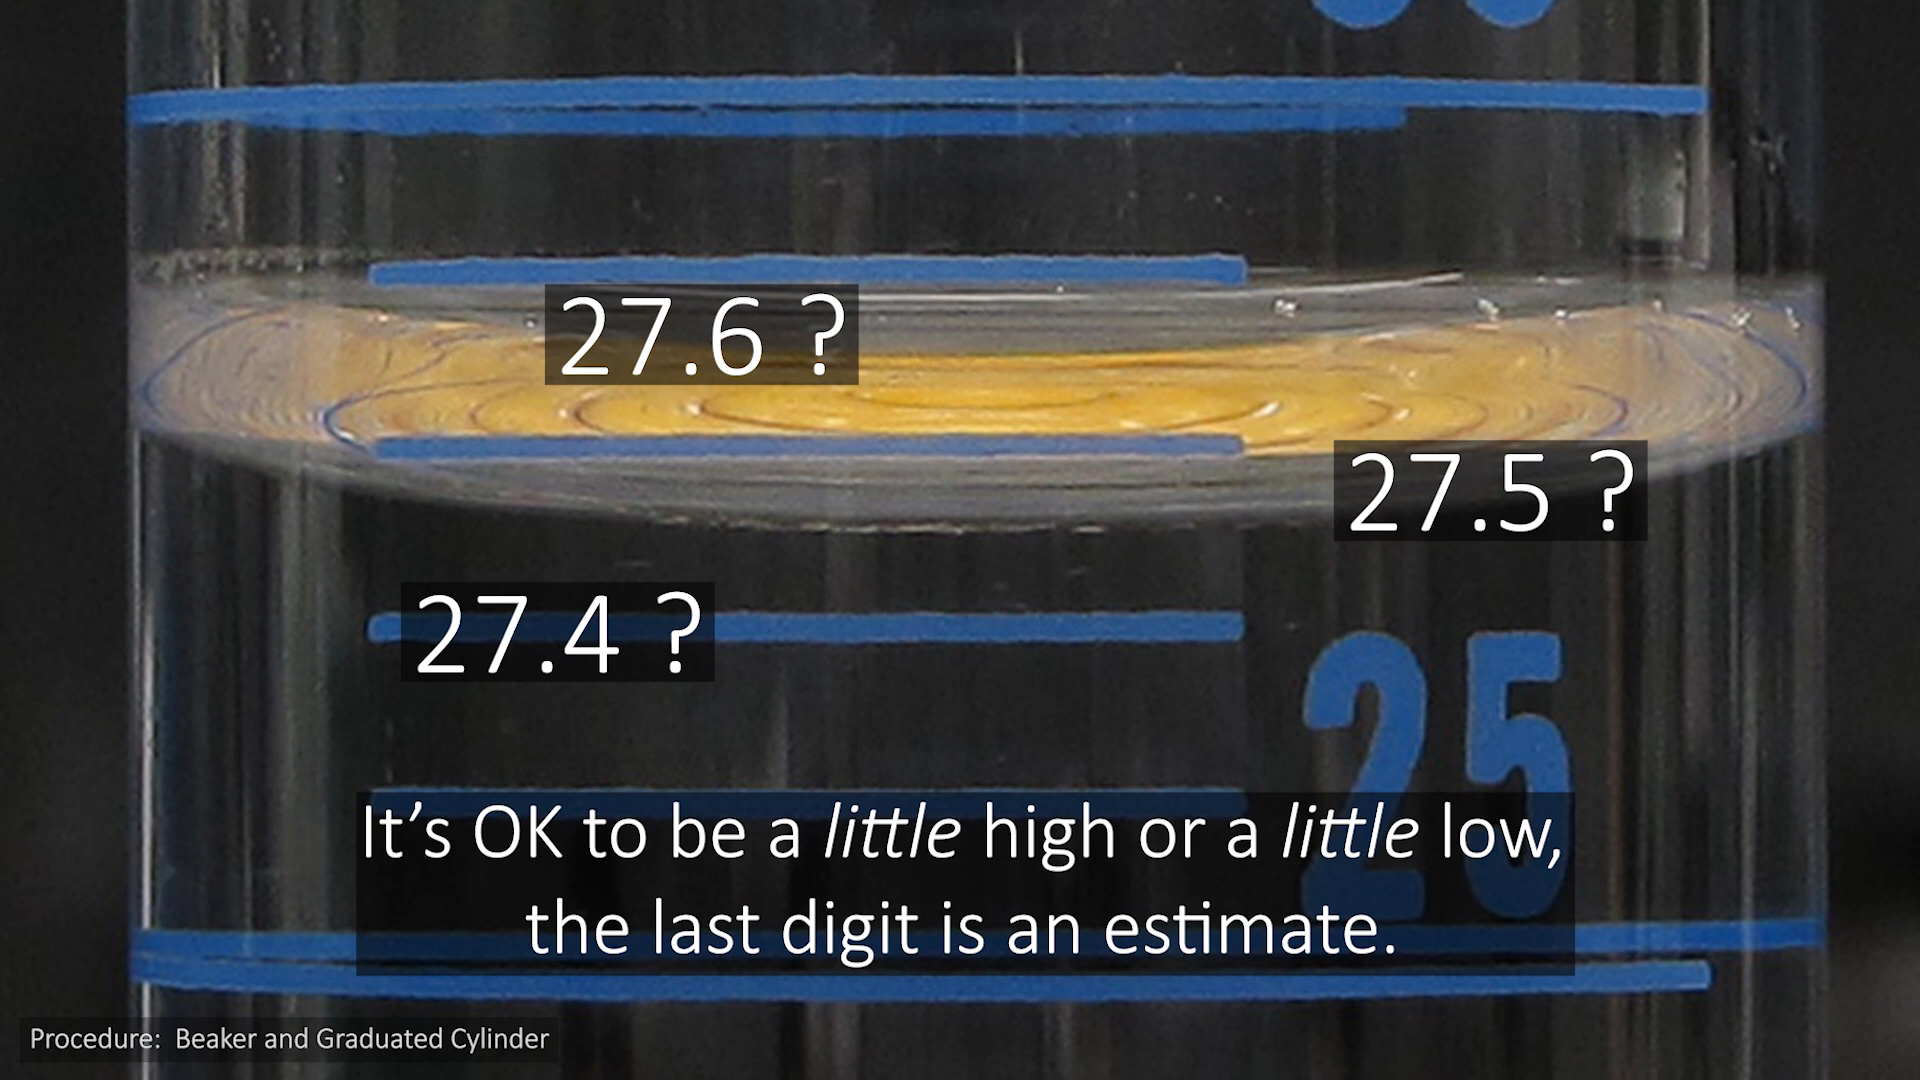 27.6 ?
27.5 ?
27.4 ?
25
It's OK to be a little high or a little low,
the last digit is an estimate.
Procedure: Beaker and Graduated Cylinder